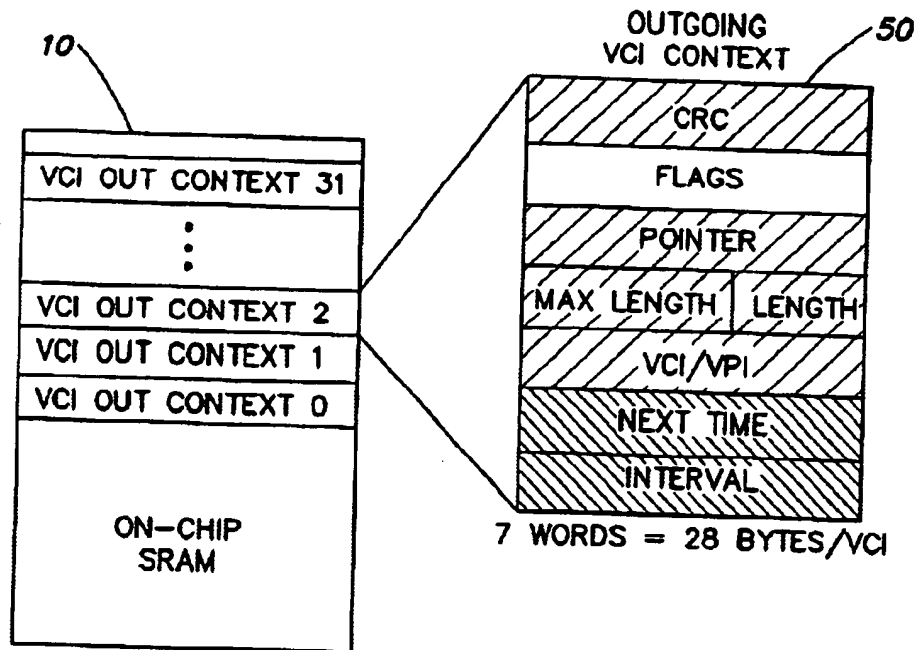 10
VCI OUT CONTEXT 31
VCI OUT CONTEXT 2
VCI OUT CONTEXT 1
VCI OUT CONTEXT 0
ON-CHIP
SRAM
OUTGOING
VCI CONTEXT
50
CRC
FLAGS
POINTER
MAX LENGTH LENGTH
VCI/VPI
NEXT TIME
INTERVAL
7 WORDS = 28 BYTES/VCI